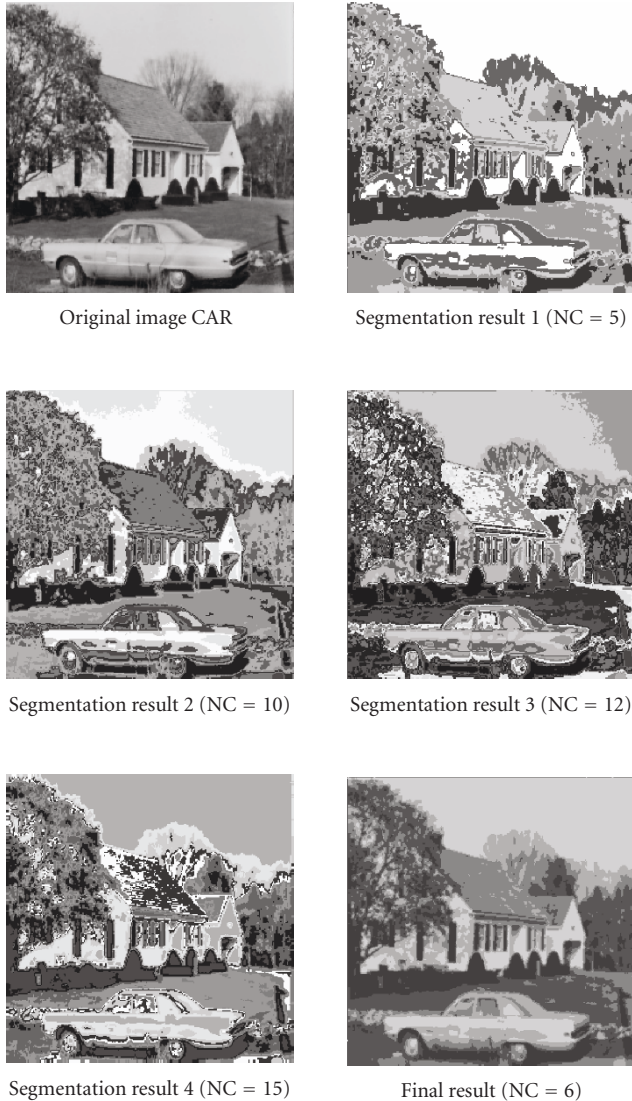 Original image CAR
Segmentation result 1 (NC = 5)
Segmentation result 2 (NC = 10)
Segmentation result 3 (NC = 12)
Segmentation result 4 (NC = 15)
Final result (NC = 6)